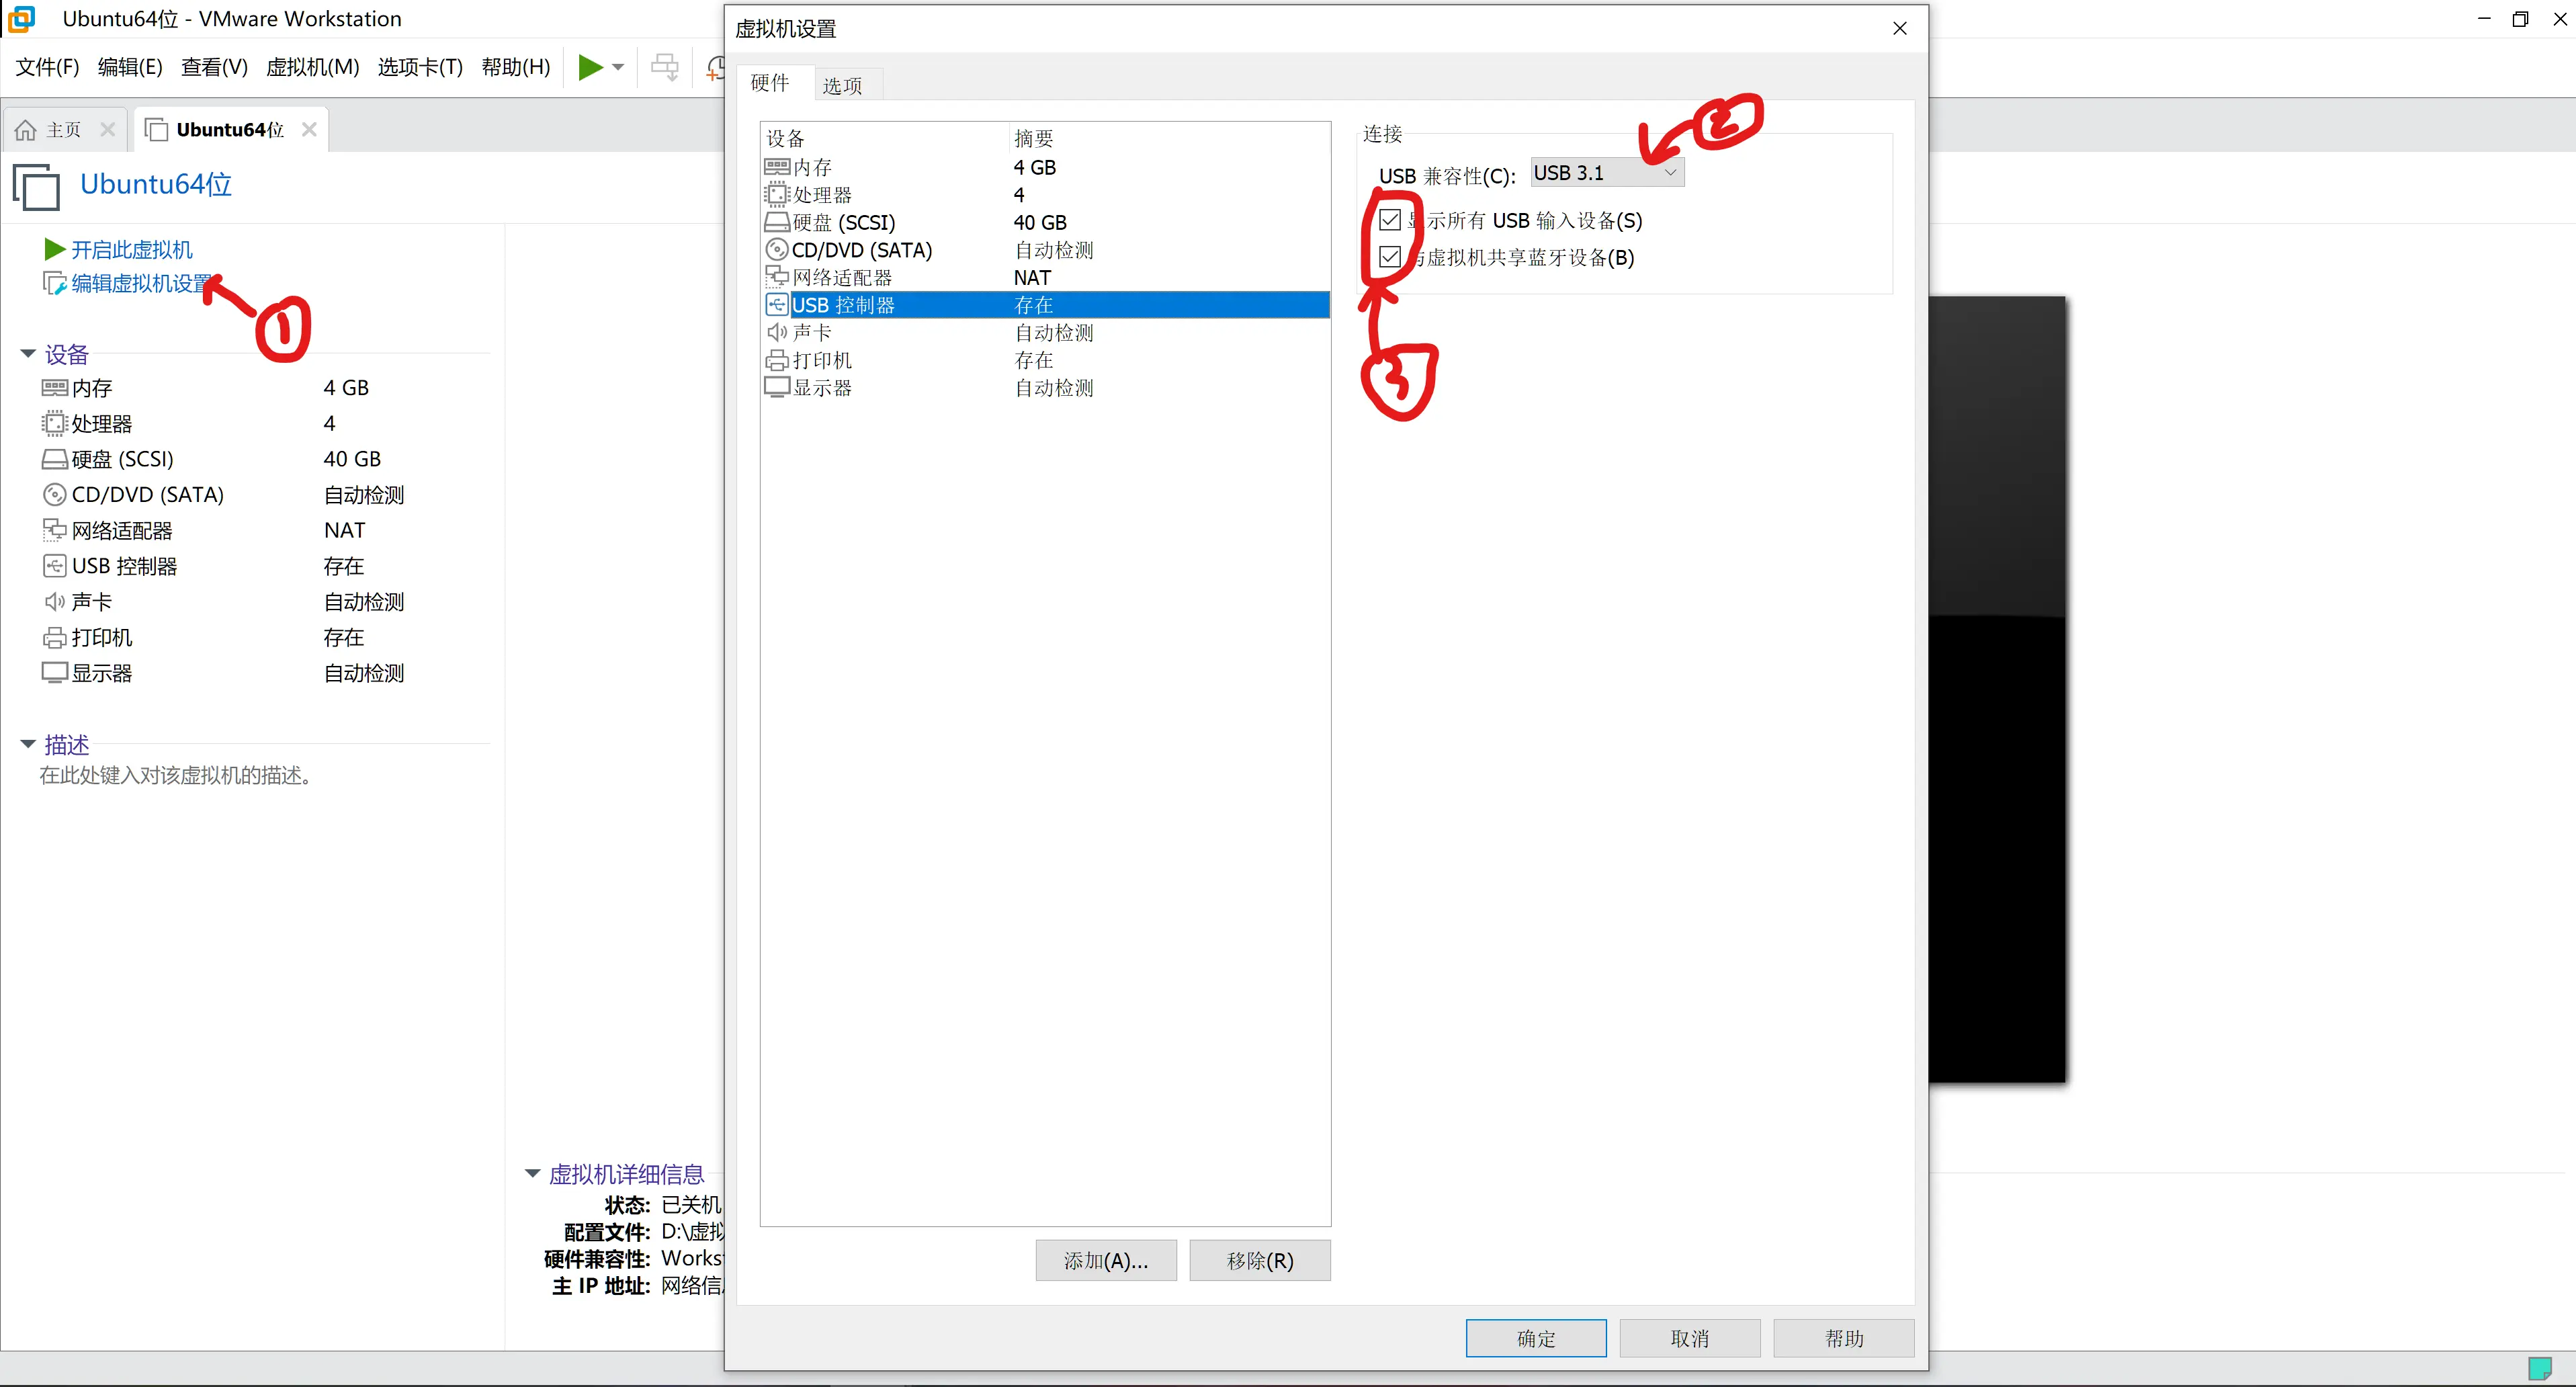 Ubuntu64位 - VMware Workstation
文件(F) 编辑(E) 查看(V) 虚拟机(M) 选项卡(T) 帮助(H)
主页
Ubuntu64位
Ubuntu64位
开启此虚拟机
编辑虚拟机设置
①
设备
内存 4 GB
处理器 4
硬盘 (SCSI) 40 GB
CD/DVD (SATA) 自动检测
网络适配器 NAT
USB 控制器 存在
声卡 自动检测
打印机 存在
显示器 自动检测
描述
在此处键入对该虚拟机的描述。
虚拟机详细信息
状态: 已关机
配置文件: D:\虚拟
硬件兼容性: Works
主 IP 地址: 网络信
虚拟机设置
硬件 选项
设备 摘要
内存 4 GB
处理器 4
硬盘 (SCSI) 40 GB
CD/DVD (SATA) 自动检测
网络适配器 NAT
USB 控制器 存在
声卡 自动检测
打印机 存在
显示器 自动检测
添加(A)... 移除(R)
连接
②
USB 兼容性(C): USB 3.1
显示所有 USB 输入设备(S)
与虚拟机共享蓝牙设备(B)
③
确定 取消 帮助